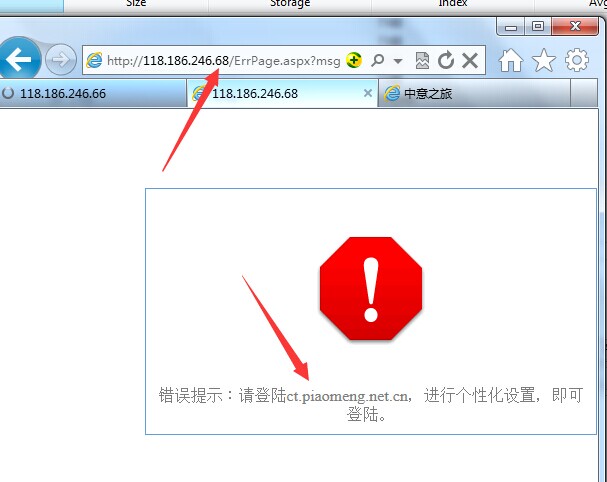 Size Storage Index Avg
http://118.186.246.68/ErrPage.aspx?msg
118.186.246.66 118.186.246.68 中意之旅
错误提示：请登陆ct.piaomeng.net.cn，进行个性化设置，即可
登陆。